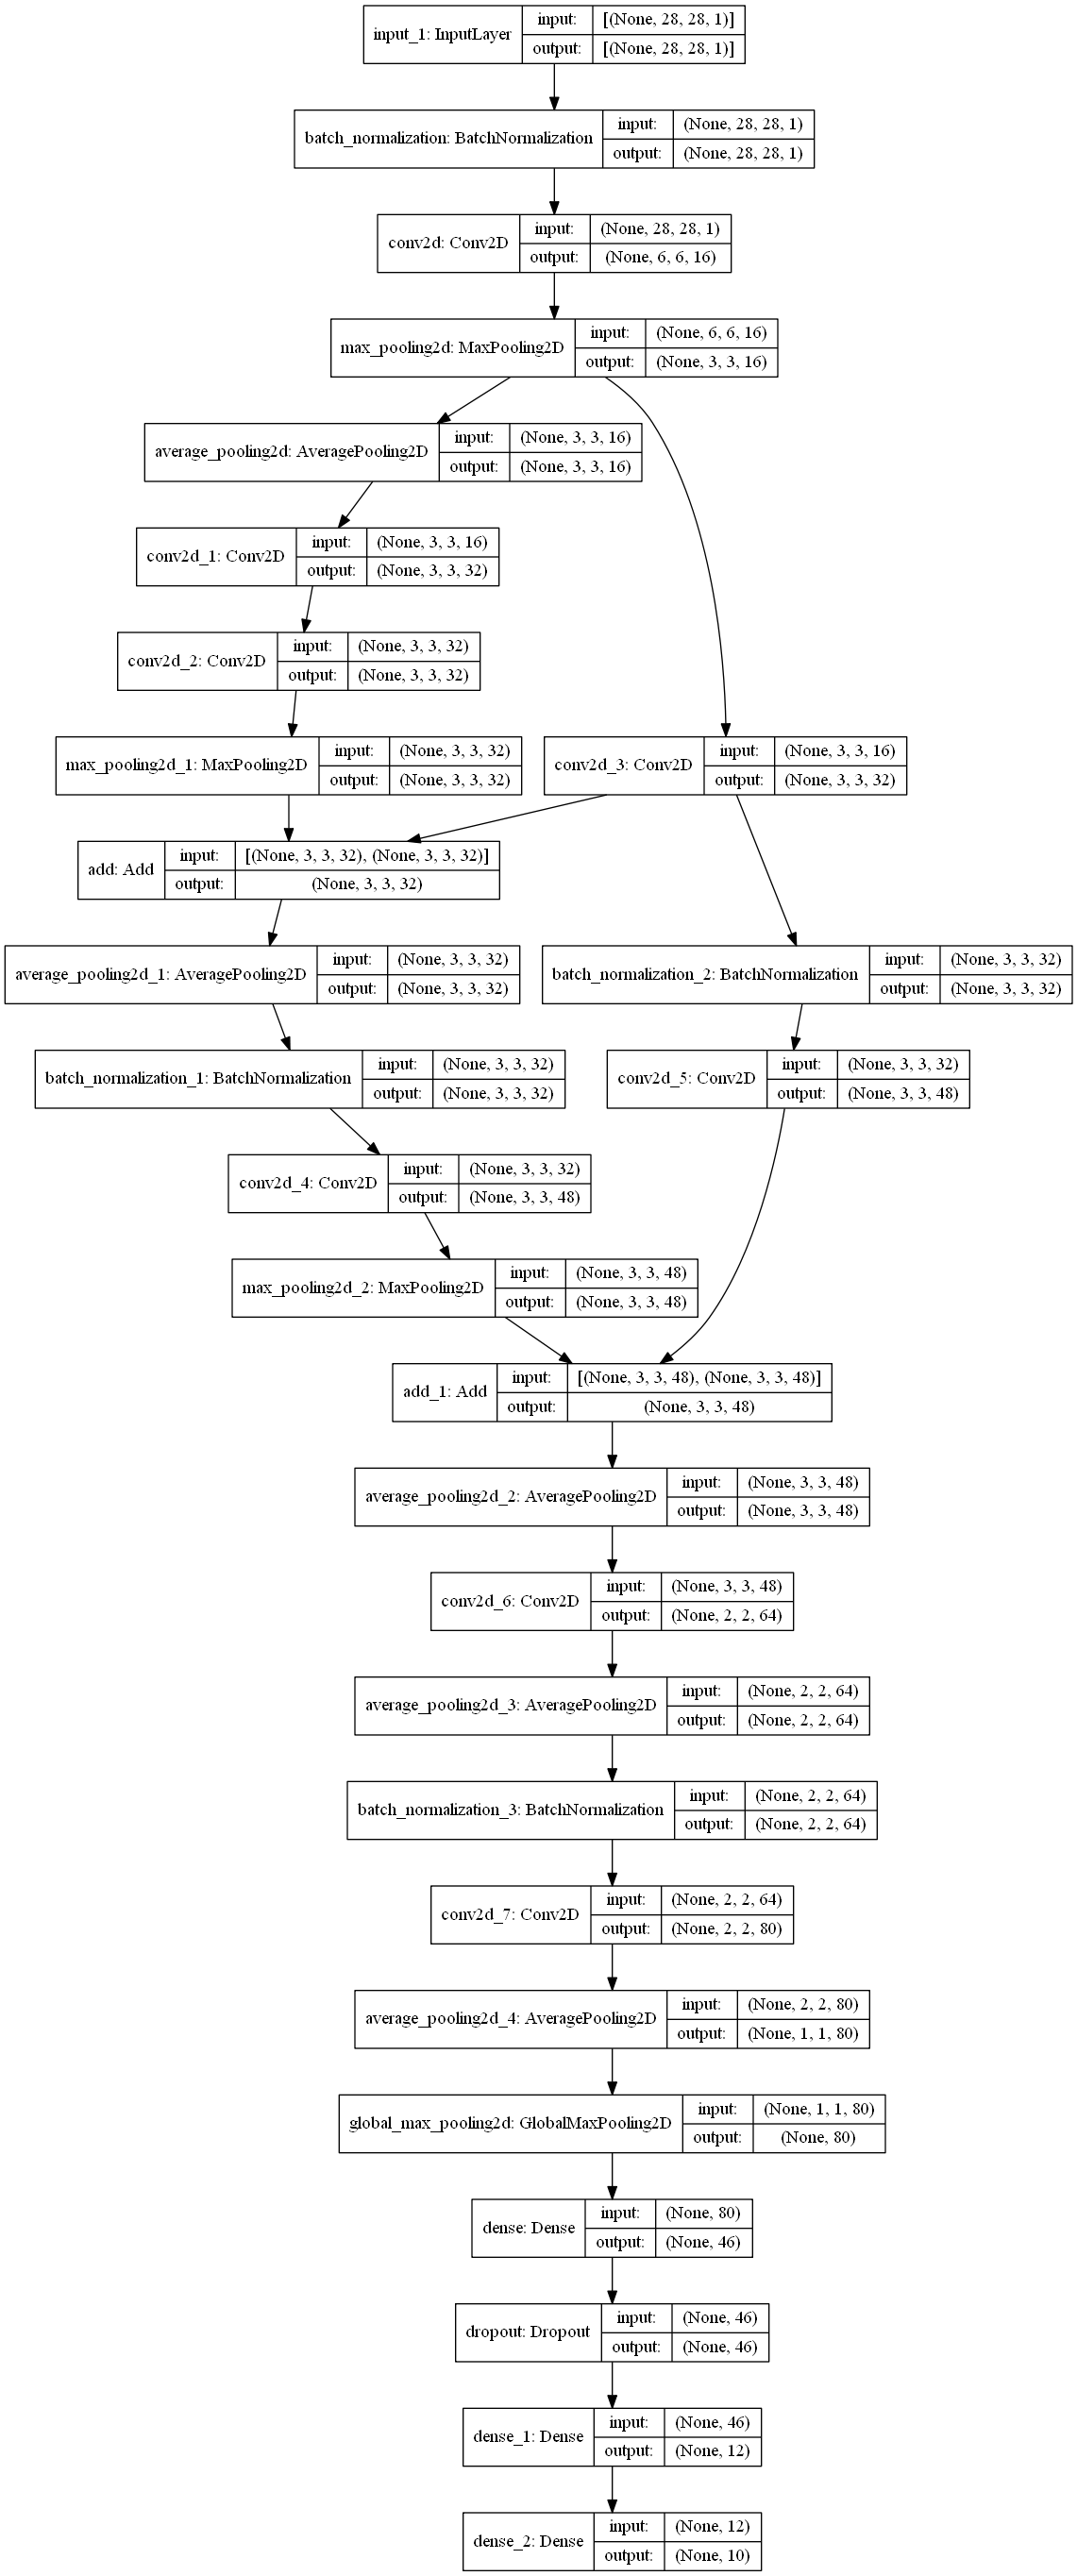 input_1: InputLayer
input: [(None, 28, 28, 1)]
output: [(None, 28, 28, 1)]
batch_normalization: BatchNormalization
input: (None, 28, 28, 1)
output: (None, 28, 28, 1)
conv2d: Conv2D
input: (None, 28, 28, 1)
output: (None, 6, 6, 16)
max_pooling2d: MaxPooling2D
input: (None, 6, 6, 16)
output: (None, 3, 3, 16)
average_pooling2d: AveragePooling2D
input: (None, 3, 3, 16)
output: (None, 3, 3, 16)
conv2d_1: Conv2D
input: (None, 3, 3, 16)
output: (None, 3, 3, 32)
conv2d_2: Conv2D
input: (None, 3, 3, 32)
output: (None, 3, 3, 32)
max_pooling2d_1: MaxPooling2D
input: (None, 3, 3, 32)
output: (None, 3, 3, 32)
conv2d_3: Conv2D
input: (None, 3, 3, 16)
output: (None, 3, 3, 32)
add: Add
input: [(None, 3, 3, 32), (None, 3, 3, 32)]
output: (None, 3, 3, 32)
average_pooling2d_1: AveragePooling2D
input: (None, 3, 3, 32)
output: (None, 3, 3, 32)
batch_normalization_2: BatchNormalization
input: (None, 3, 3, 32)
output: (None, 3, 3, 32)
batch_normalization_1: BatchNormalization
input: (None, 3, 3, 32)
output: (None, 3, 3, 32)
conv2d_5: Conv2D
input: (None, 3, 3, 32)
output: (None, 3, 3, 48)
conv2d_4: Conv2D
input: (None, 3, 3, 32)
output: (None, 3, 3, 48)
max_pooling2d_2: MaxPooling2D
input: (None, 3, 3, 48)
output: (None, 3, 3, 48)
add_1: Add
input: [(None, 3, 3, 48), (None, 3, 3, 48)]
output: (None, 3, 3, 48)
average_pooling2d_2: AveragePooling2D
input: (None, 3, 3, 48)
output: (None, 3, 3, 48)
conv2d_6: Conv2D
input: (None, 3, 3, 48)
output: (None, 2, 2, 64)
average_pooling2d_3: AveragePooling2D
input: (None, 2, 2, 64)
output: (None, 2, 2, 64)
batch_normalization_3: BatchNormalization
input: (None, 2, 2, 64)
output: (None, 2, 2, 64)
conv2d_7: Conv2D
input: (None, 2, 2, 64)
output: (None, 2, 2, 80)
average_pooling2d_4: AveragePooling2D
input: (None, 2, 2, 80)
output: (None, 1, 1, 80)
global_max_pooling2d: GlobalMaxPooling2D
input: (None, 1, 1, 80)
output: (None, 80)
dense: Dense
input: (None, 80)
output: (None, 46)
dropout: Dropout
input: (None, 46)
output: (None, 46)
dense_1: Dense
input: (None, 46)
output: (None, 12)
dense_2: Dense
input: (None, 12)
output: (None, 10)